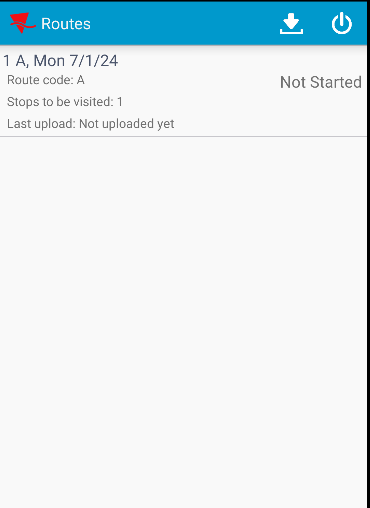 Routes
1 A, Mon 7/1/24
Route code: A
Not Started
Stops to be visited: 1
Last upload: Not uploaded yet